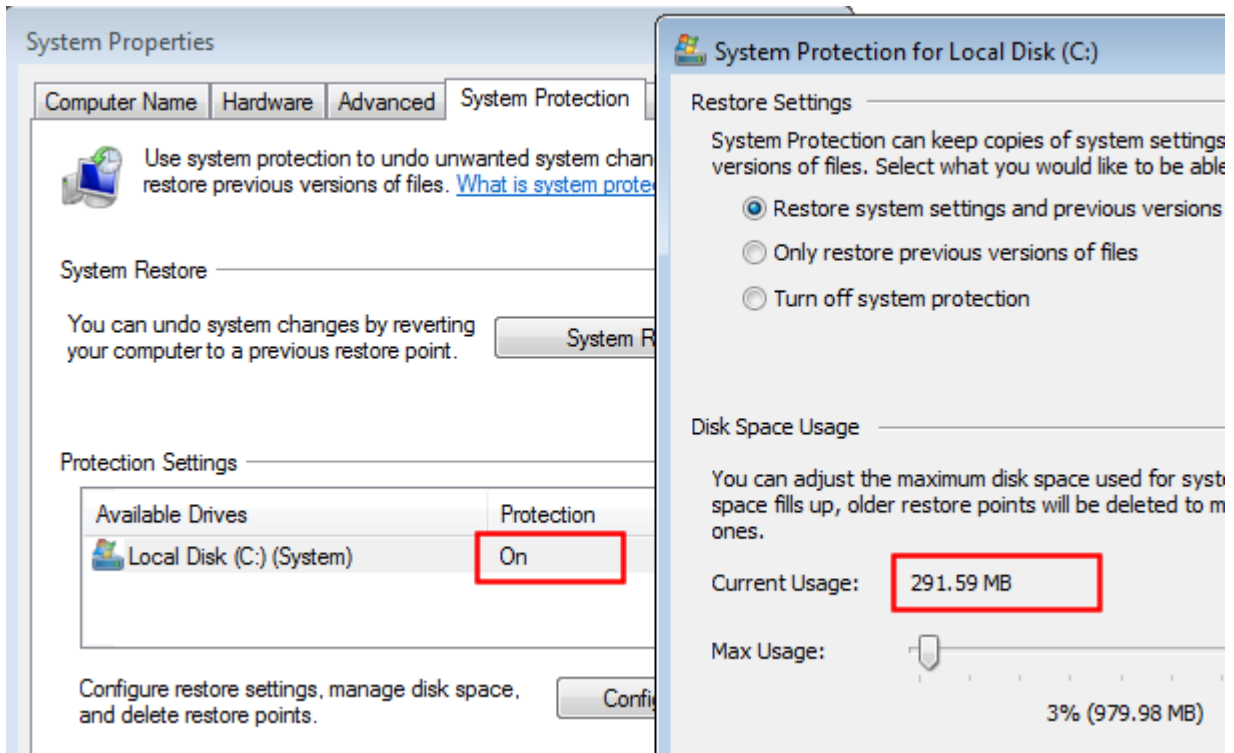 System Properties
Computer Name Hardware Advanced System Protection
Use system protection to undo unwanted system chan
restore previous versions of files. What is system prote
System Restore
You can undo system changes by reverting
your computer to a previous restore point.
System R
Protection Settings
Available Drives Protection
Local Disk (C:) (System) On
Configure restore settings, manage disk space,
and delete restore points.
Config
System Protection for Local Disk (C:)
Restore Settings
System Protection can keep copies of system settings
versions of files. Select what you would like to be able
Restore system settings and previous versions
Only restore previous versions of files
Turn off system protection
Disk Space Usage
You can adjust the maximum disk space used for syst
space fills up, older restore points will be deleted to m
ones.
Current Usage: 291.59 MB
Max Usage:
3% (979.98 MB)